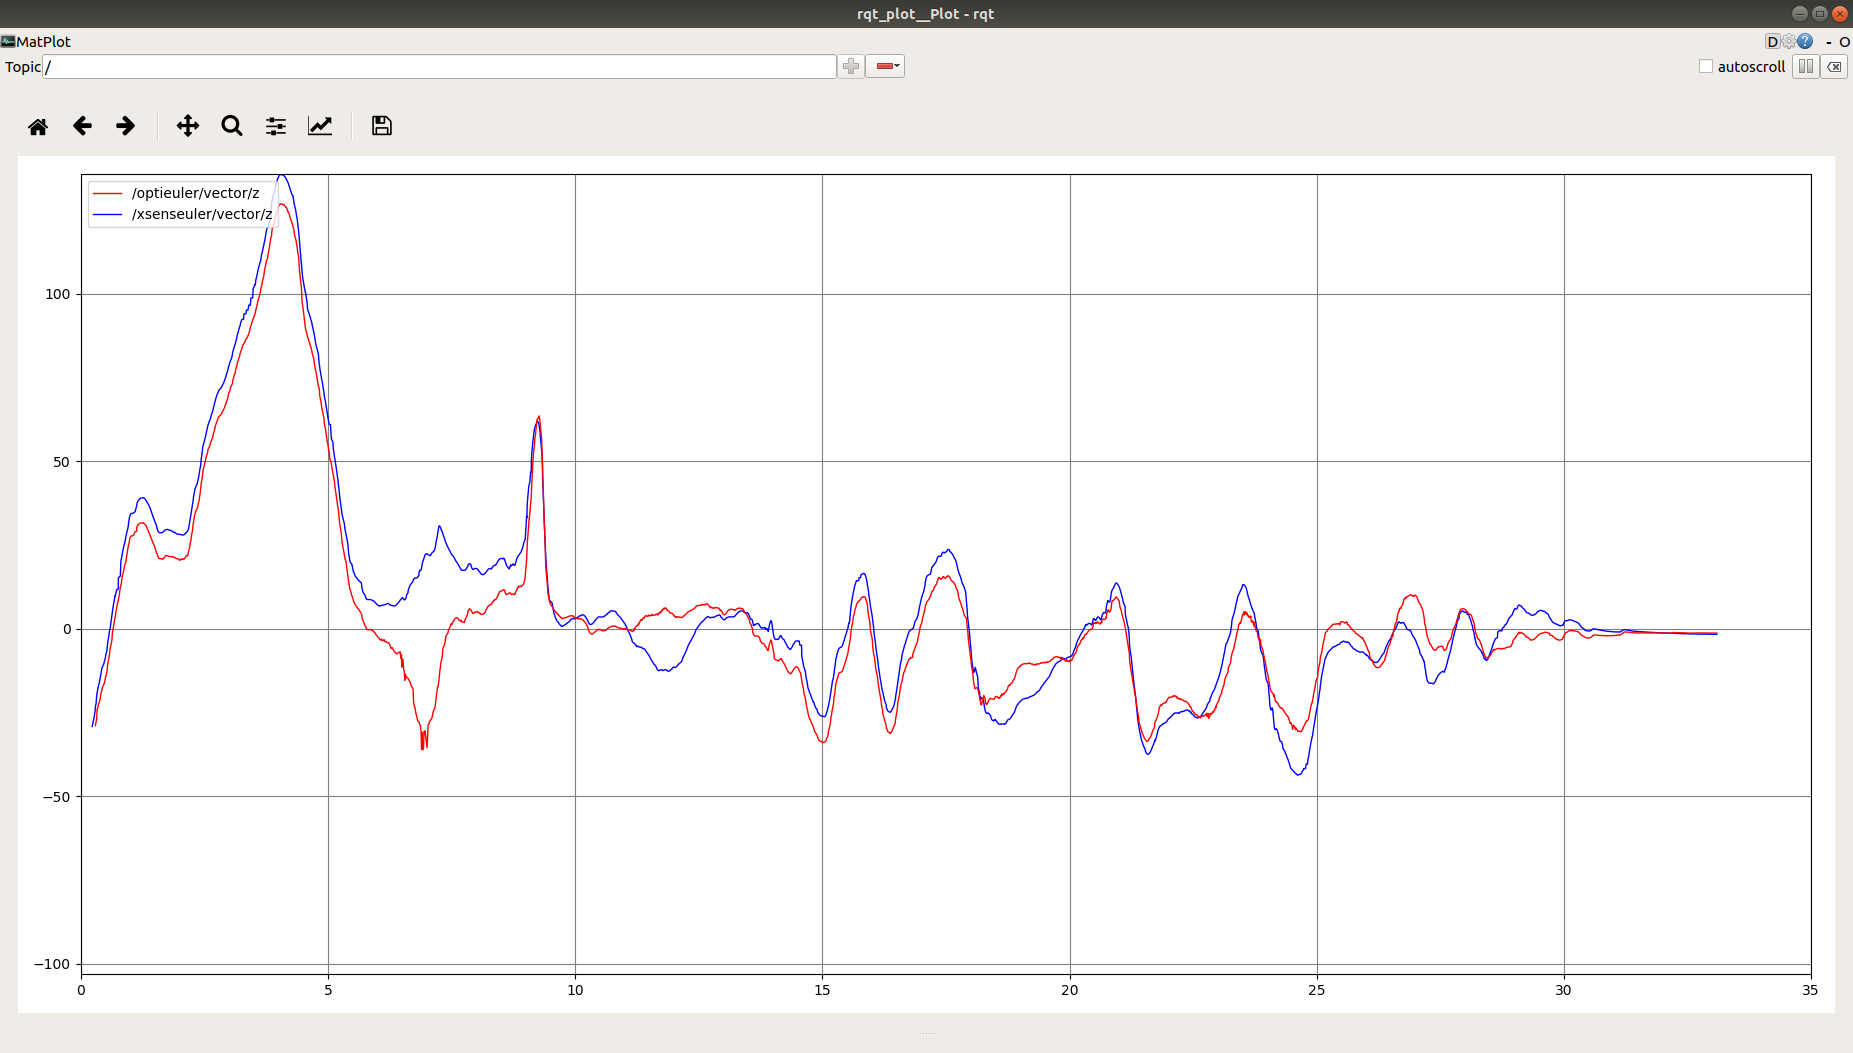 rqt_plot__Plot - rqt
MatPlot
D ? - O
Topic /
autoscroll
/optieuler/vector/z
/xsenseuler/vector/z
100
50
0
−50
−100
0 5 10 15 20 25 30 35